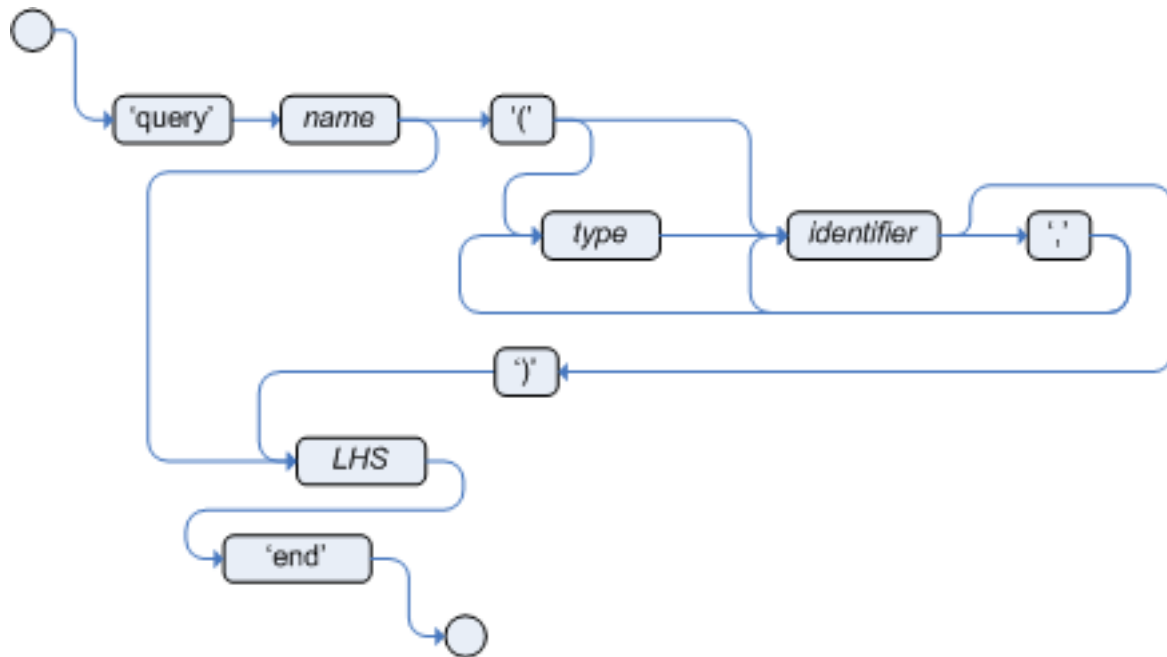 ‘query’ name '('
type identifier ‘,’
‘)’
LHS
‘end’